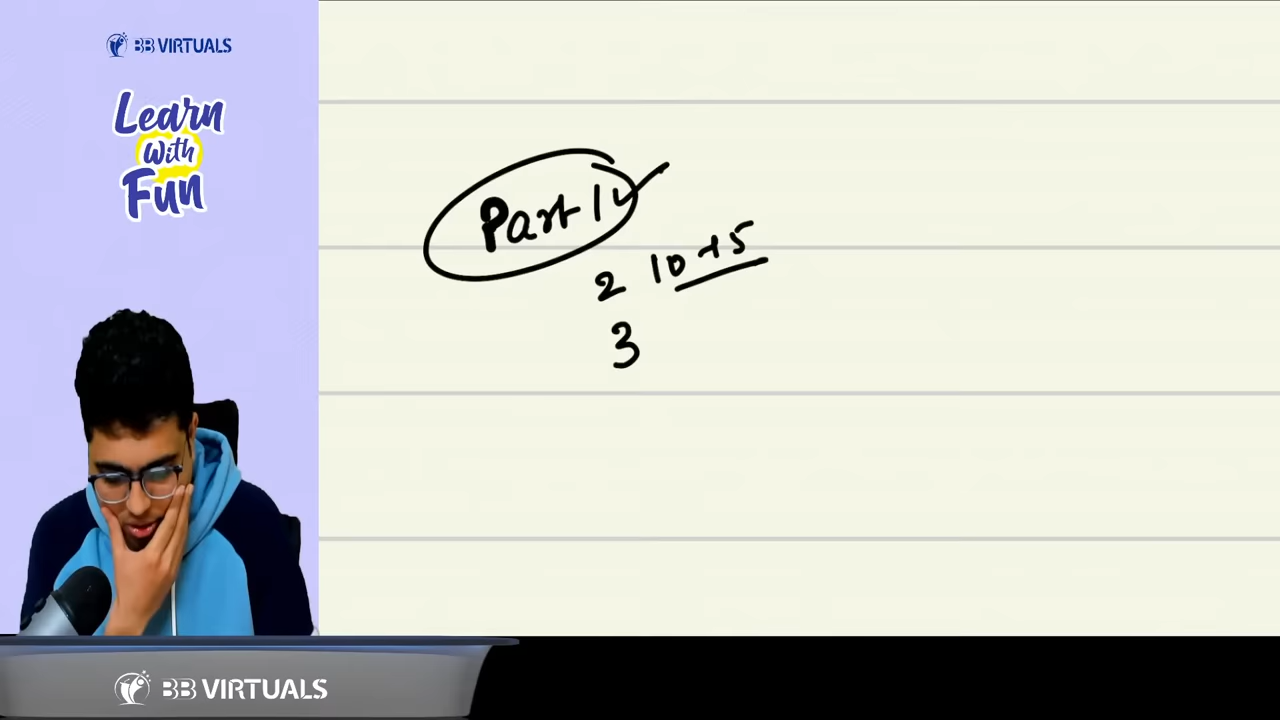 BB VIRTUALS
Learn
With
Fun
Part 1
2 10+5
3
BB VIRTUALS